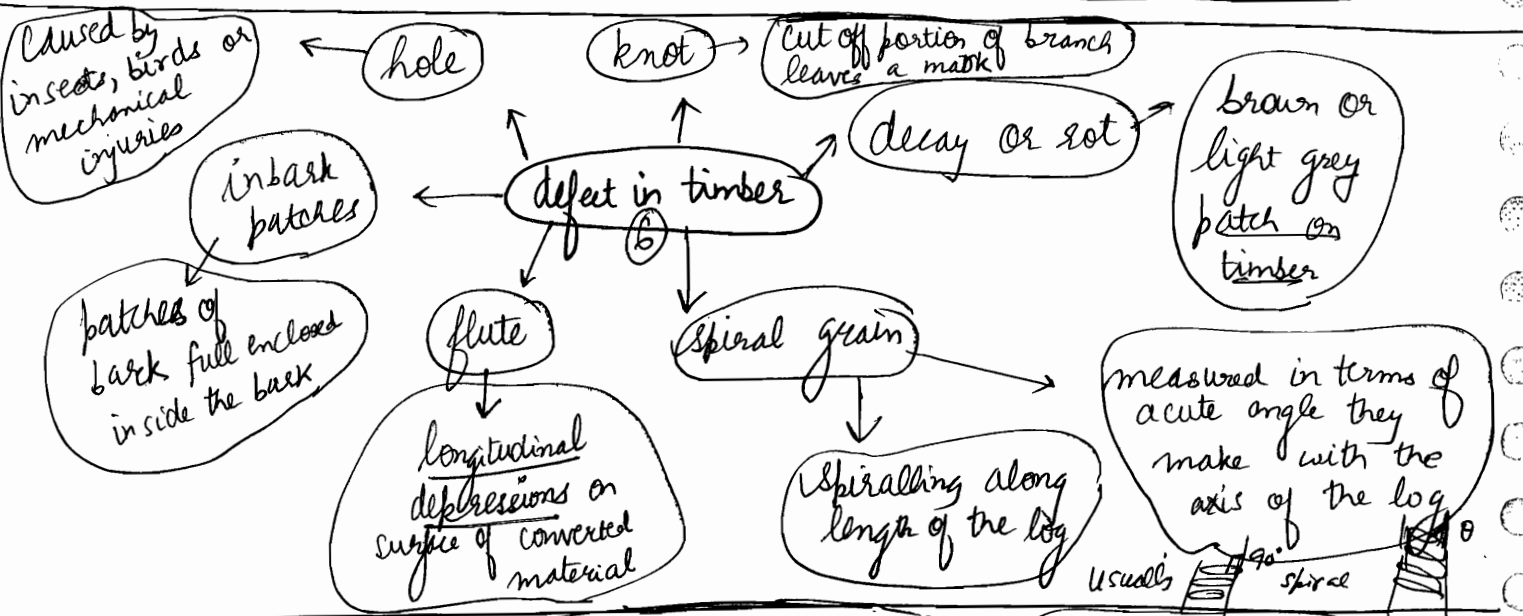 caused by
insects, birds or
mechanical
injuries
hole
knot
cut off portion of branch
leaves a mark
decay or rot
brown or
light grey
patch on
timber
inbark
patches
defect in timber
6
patches of
bark full enclosed
inside the bark
flute
longitudinal
depressions on
surface of converted
material
spiral grain
spiralling along
length of the log
measured in terms of
acute angle they
make with the
axis of the log
usually
90°
spiral
θ